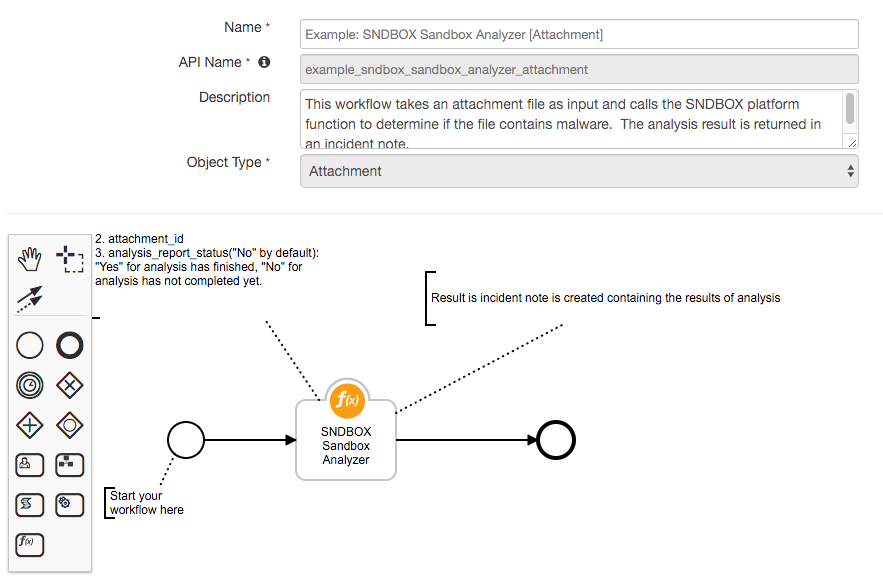 Name *
Example: SNDBOX Sandbox Analyzer [Attachment]
API Name *
example_sndbox_sandbox_analyzer_attachment
Description
This workflow takes an attachment file as input and calls the SNDBOX platform
function to determine if the file contains malware.  The analysis result is returned in
an incident note.
Object Type *
Attachment
2. attachment_id
3. analysis_report_status("No" by default):
"Yes" for analysis has finished, "No" for
analysis has not completed yet.
Result is incident note is created containing the results of analysis
f(x)
SNDBOX
Sandbox
Analyzer
Start your
workflow here
f(x)